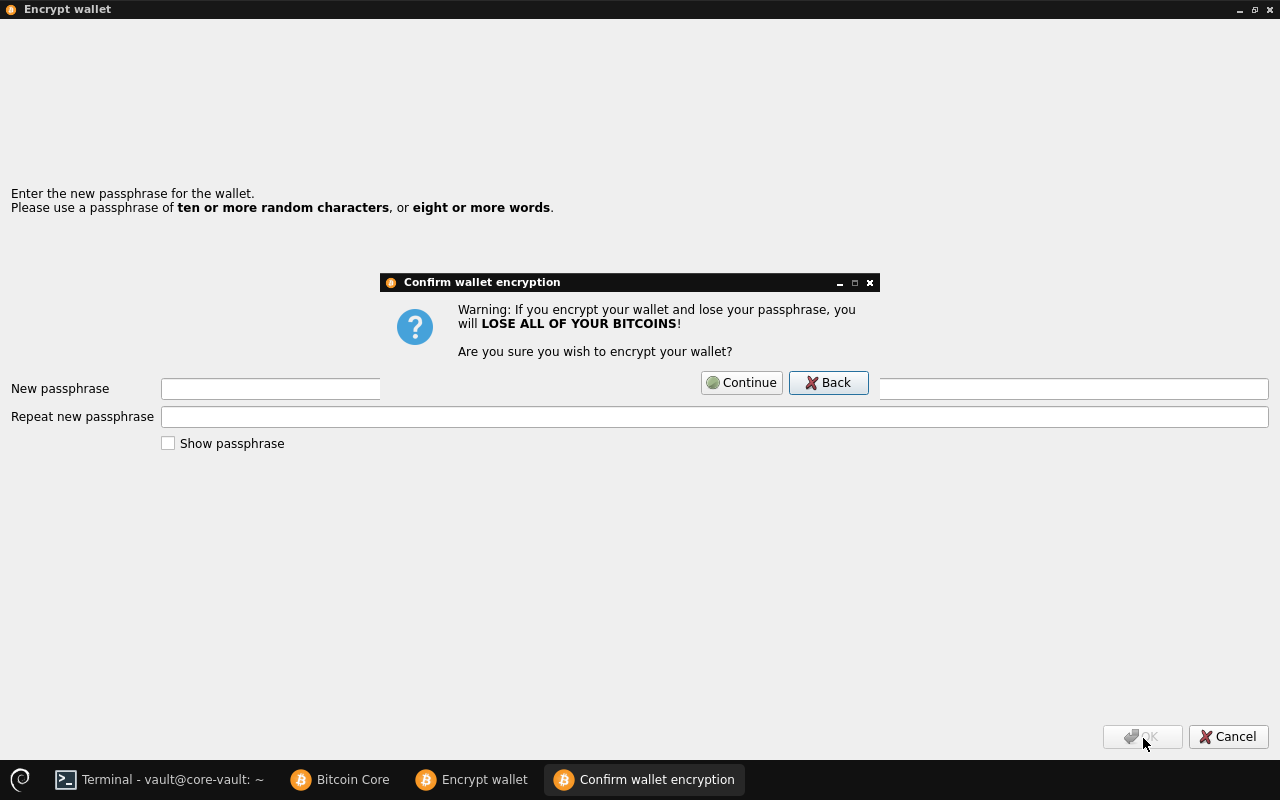 Encrypt wallet
Enter the new passphrase for the wallet.
Please use a passphrase of ten or more random characters, or eight or more words.
Confirm wallet encryption
Warning: If you encrypt your wallet and lose your passphrase, you
will LOSE ALL OF YOUR BITCOINS!
Are you sure you wish to encrypt your wallet?
Continue Back
New passphrase
Repeat new passphrase
Show passphrase
OK Cancel
Terminal - vault@core-vault: ~ Bitcoin Core Encrypt wallet Confirm wallet encryption